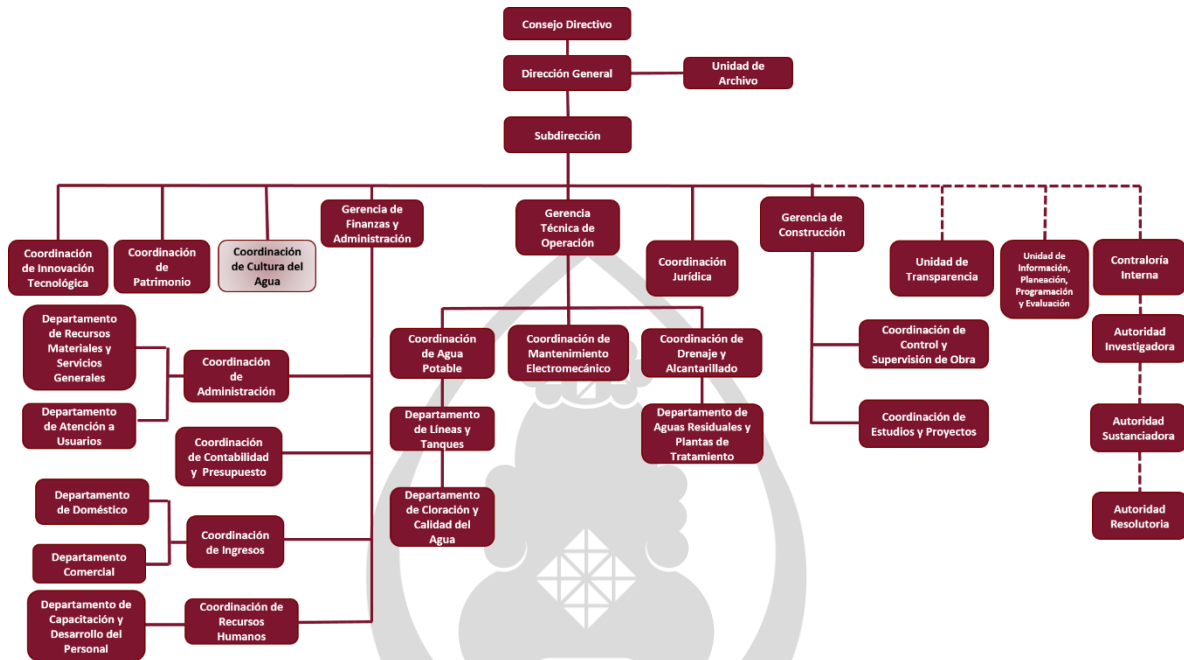 Consejo Directivo
Dirección General
Unidad de
Archivo
Subdirección
Coordinación
de Innovación
Tecnológica
Coordinación
de
Patrimonio
Coordinación
de Cultura del
Agua
Gerencia de
Finanzas y
Administración
Gerencia
Técnica de
Operación
Coordinación
Jurídica
Gerencia de
Construcción
Unidad de
Transparencia
Unidad de
Información,
Planeación,
Programación
y Evaluación
Contraloría
Interna
Departamento
de Recursos
Materiales y
Servicios
Generales
Coordinación
de
Administración
Departamento
de Atención a
Usuarios
Coordinación
de Contabilidad
y Presupuesto
Departamento
de Doméstico
Coordinación
de Ingresos
Departamento
Comercial
Departamento de
Capacitación y
Desarrollo del
Personal
Coordinación de
Recursos
Humanos
Coordinación
de Agua
Potable
Departamento
de Líneas y
Tanques
Departamento
de Cloración y
Calidad del
Agua
Coordinación de
Mantenimiento
Electromecánico
Coordinación de
Drenaje y
Alcantarillado
Departamento de
Aguas Residuales y
Plantas de
Tratamiento
Coordinación de
Control y
Supervisión de Obra
Coordinación de
Estudios y Proyectos
Autoridad
Investigadora
Autoridad
Sustanciadora
Autoridad
Resolutoria